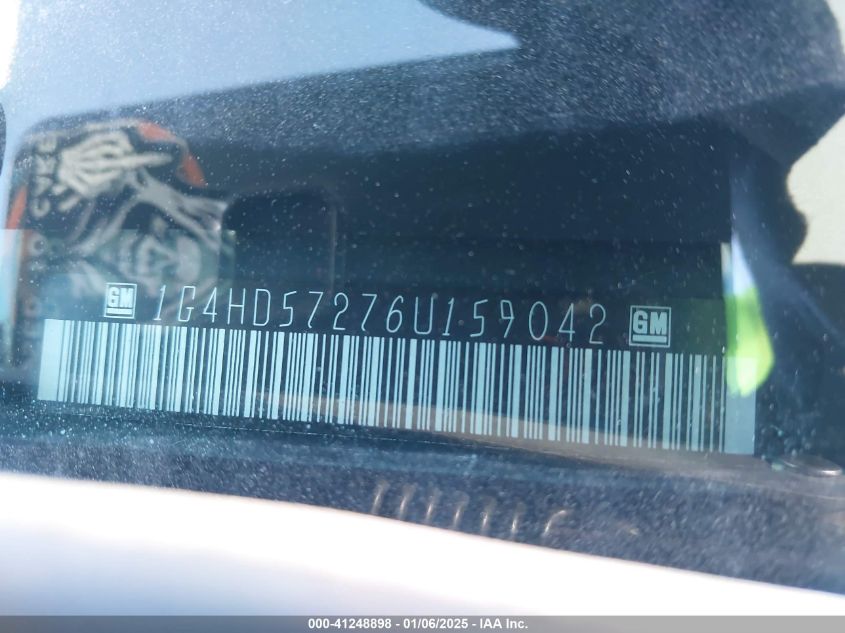 GM 1G4HD57276U159042 GM
000-41248898 - 01/06/2025 - IAA Inc.